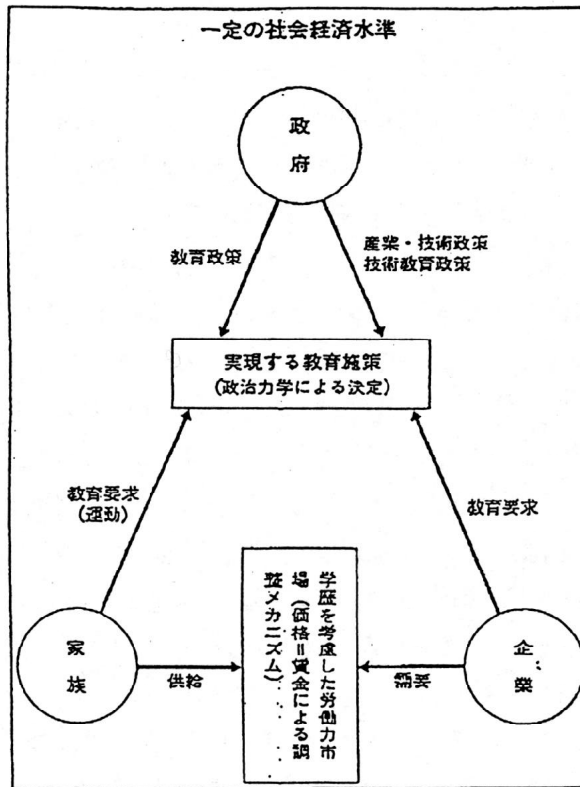 一定の社会経済水準
政
府
教育政策
産業・技術政策
技術教育政策
実現する教育施策
(政治力学による決定)
教育要求
(運動)
教育要求
学歴を考慮した労働力市
場(価格=賃金による調
整メカニズム)
家
族
供給
需要
企
業